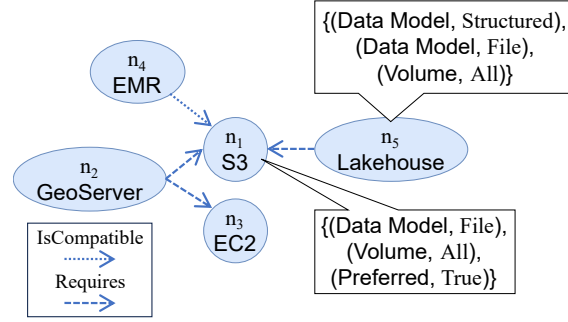 {(Data Model, Structured),
(Data Model, File),
(Volume, All)}
n4
EMR
n1
S3
n5
Lakehouse
n2
GeoServer
n3
EC2
{(Data Model, File),
(Volume, All),
(Preferred, True)}
IsCompatible
Requires